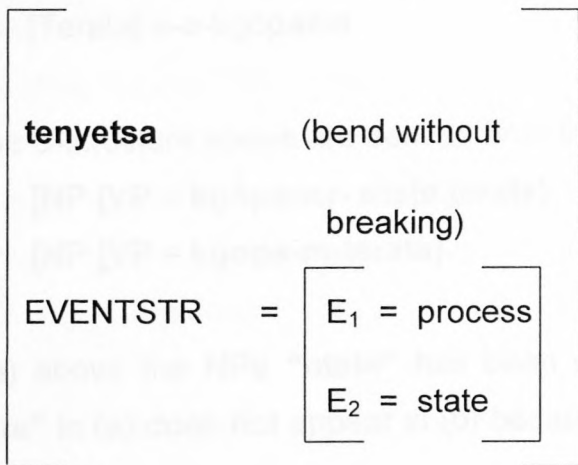 tenyetsa (bend without
breaking)
EVENTSTR = E₁ = process
E₂ = state